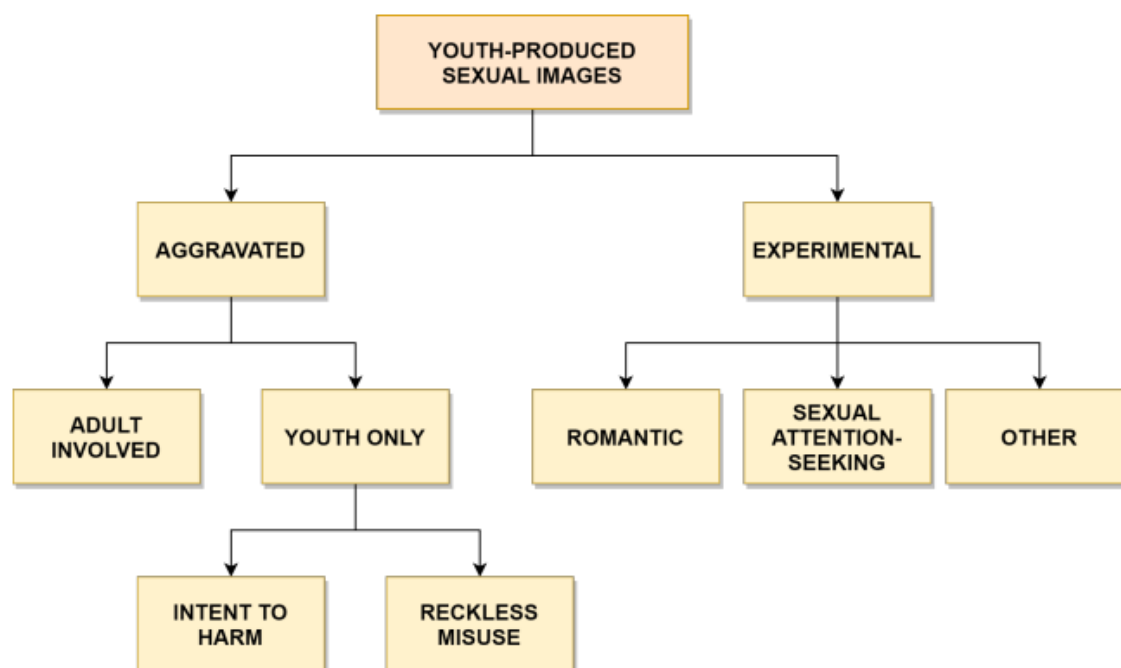 YOUTH-PRODUCED
SEXUAL IMAGES
AGGRAVATED
EXPERIMENTAL
ADULT
INVOLVED
YOUTH ONLY
ROMANTIC
SEXUAL
ATTENTION-
SEEKING
OTHER
INTENT TO
HARM
RECKLESS
MISUSE